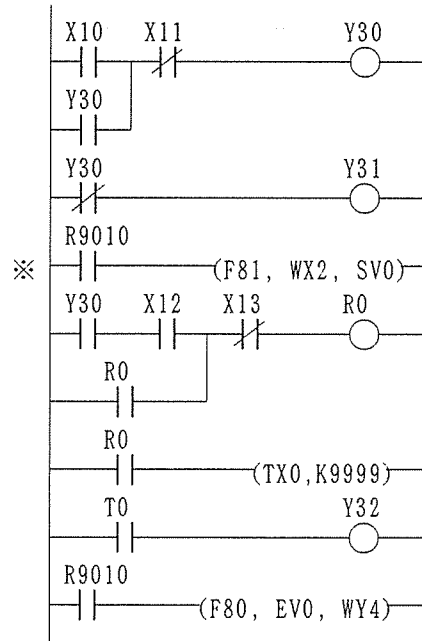 X10 X11 Y30
Y30
Y30 Y31
R9010
※ (F81, WX2, SV0)
Y30 X12 X13 R0
R0
R0
(TX0,K9999)
T0 Y32
R9010
(F80, EV0, WY4)